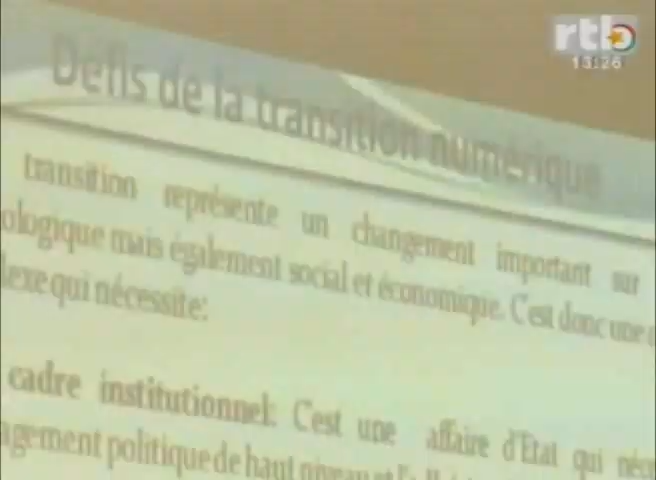 rtb
13:26
Défis de la transition numérique
transition représente un changement important sur
ologique mais également social et économique. C'est donc une
lexe qui nécessite:
cadre institutionnel: C'est une affaire d'Etat qui néce
agement politique de haut niveau et